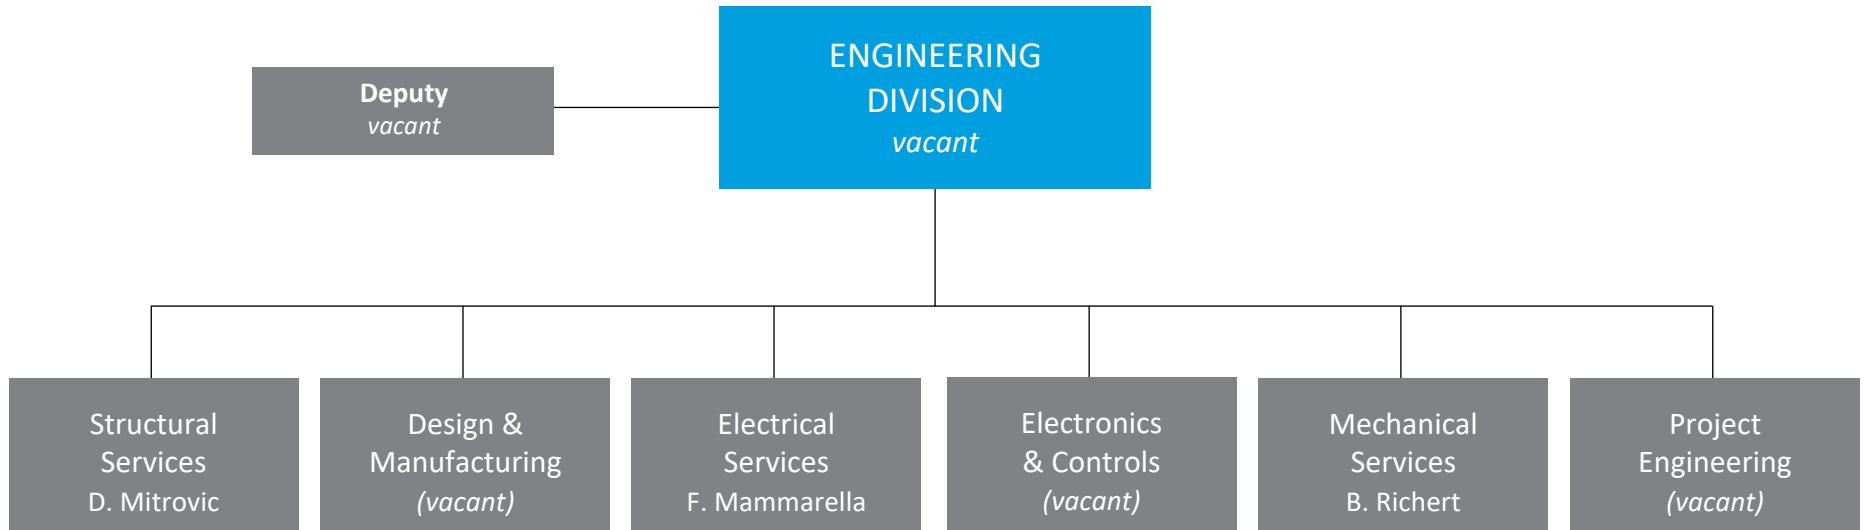 ENGINEERING
DIVISION
vacant
Deputy
vacant
Structural
Services
D. Mitrovic
Design &
Manufacturing
(vacant)
Electrical
Services
F. Mammarella
Electronics
& Controls
(vacant)
Mechanical
Services
B. Richert
Project
Engineering
(vacant)